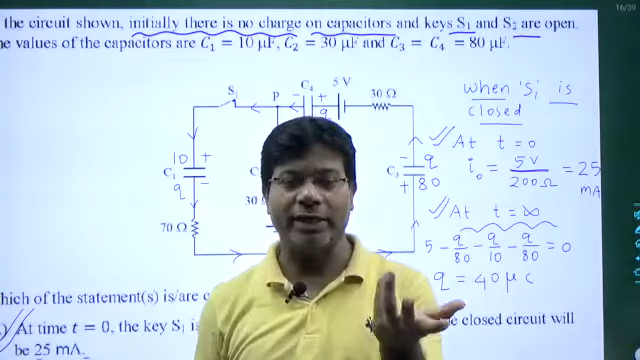 16/39
the circuit shown, initially there is no charge on capacitors and keys S₁ and S₂ are open.
he values of the capacitors are C₁ = 10 μF, C₂ = 30 μF and C₃ = C₄ = 80 μF.
when 'S₁' is
closed
C₄ 5 V
S₁ P − + 30 Ω
q
At t = 0
i₀ = 5V / 200Ω = 25 mA
10 + − q
C₁ − C₃ + 80
q
30
70 Ω
At t = ∞
5 − q/80 − q/10 − q/80 = 0
q = 40 μ C
hich of the statement(s) is/are c
) At time t = 0, the key S₁ is e closed circuit will
be 25 mA.